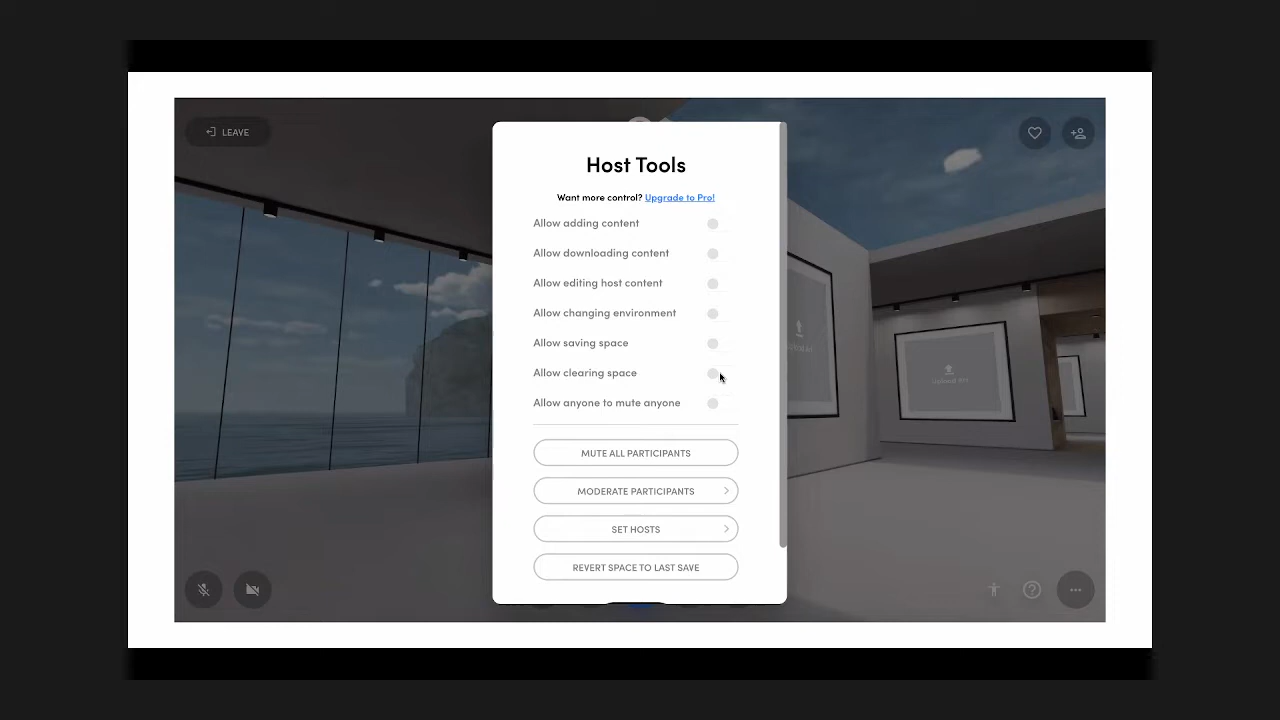 LEAVE
Host Tools
Want more control? Upgrade to Pro!
Allow adding content
Allow downloading content
Allow editing host content
Allow changing environment
Allow saving space
Allow clearing space
Allow anyone to mute anyone
MUTE ALL PARTICIPANTS
MODERATE PARTICIPANTS
SET HOSTS
REVERT SPACE TO LAST SAVE